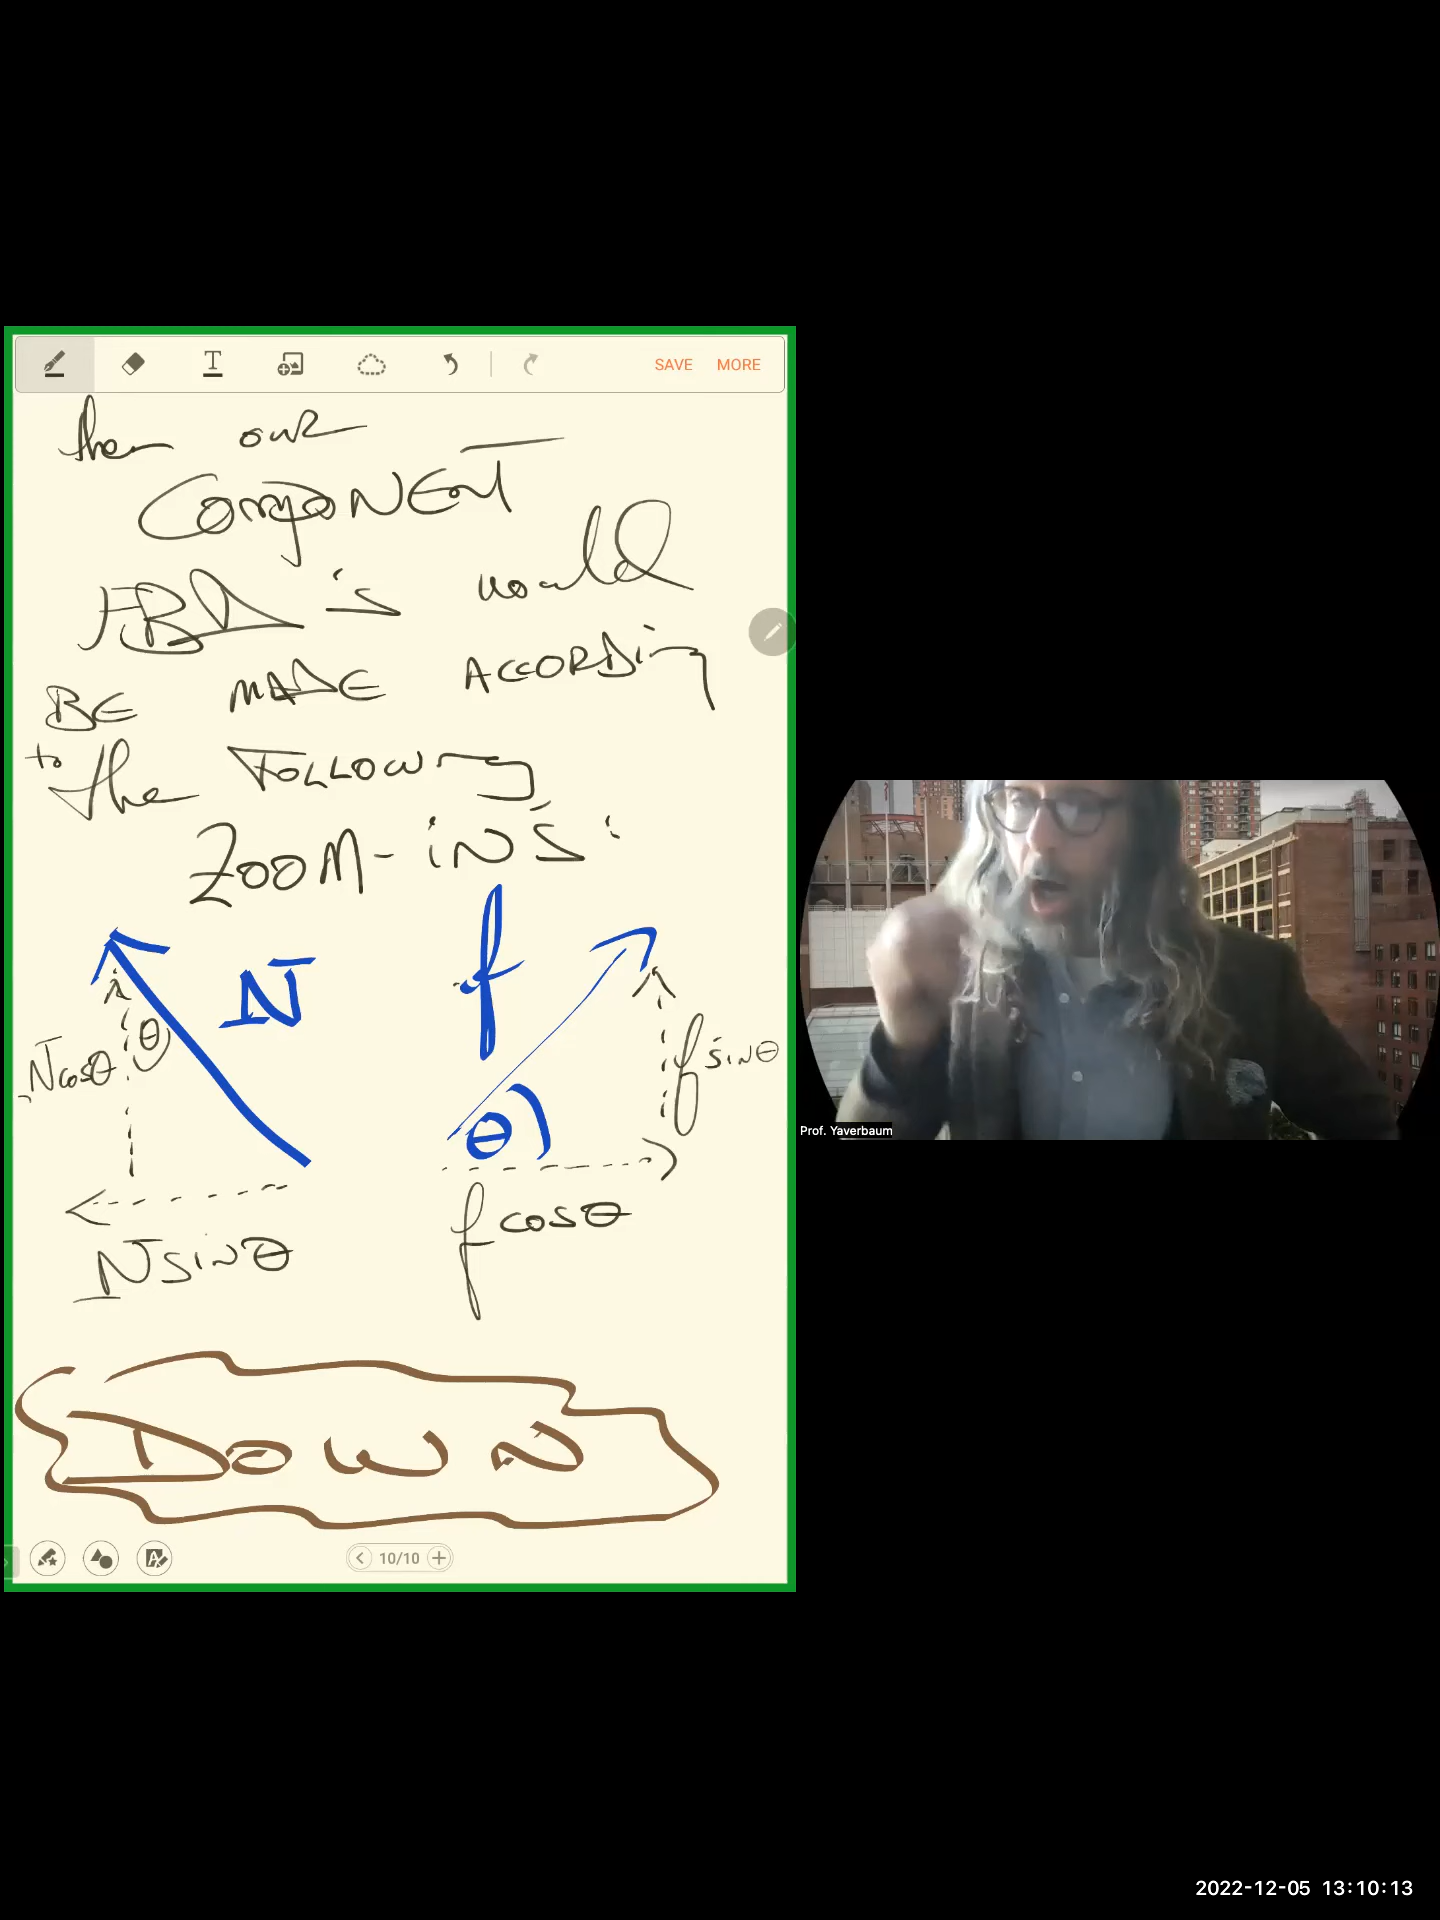 SAVE MORE
then our
COMPONENT
FBD's would
BE MADE ACCORDing
to the FOLLOWing
ZOOM-iNS:
N f
θ
Ncosθ
fsinθ
θ
Nsinθ
fcosθ
DOWN
10/10
Prof. Yaverbaum
2022-12-05 13:10:13